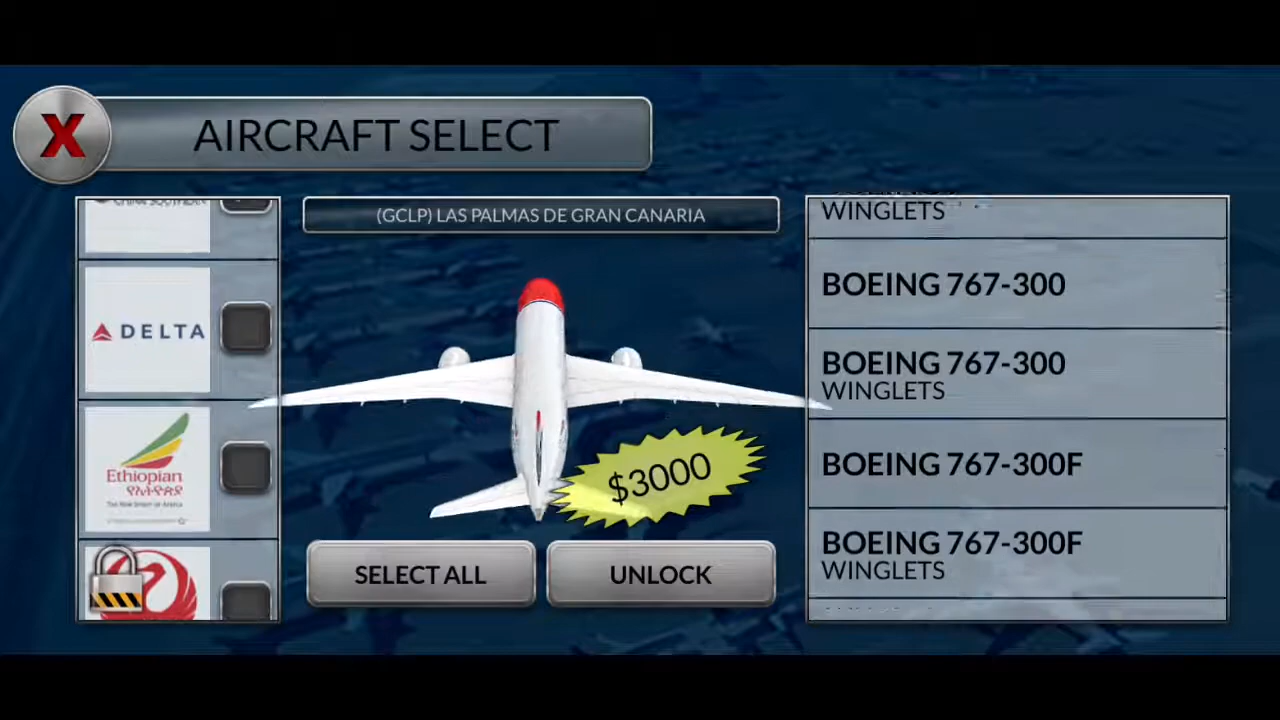 X
AIRCRAFT SELECT
(GCLP) LAS PALMAS DE GRAN CANARIA
DELTA
Ethiopian
የኢትዮጵያ
$3000
SELECT ALL
UNLOCK
WINGLETS
BOEING 767-300
BOEING 767-300
WINGLETS
BOEING 767-300F
BOEING 767-300F
WINGLETS